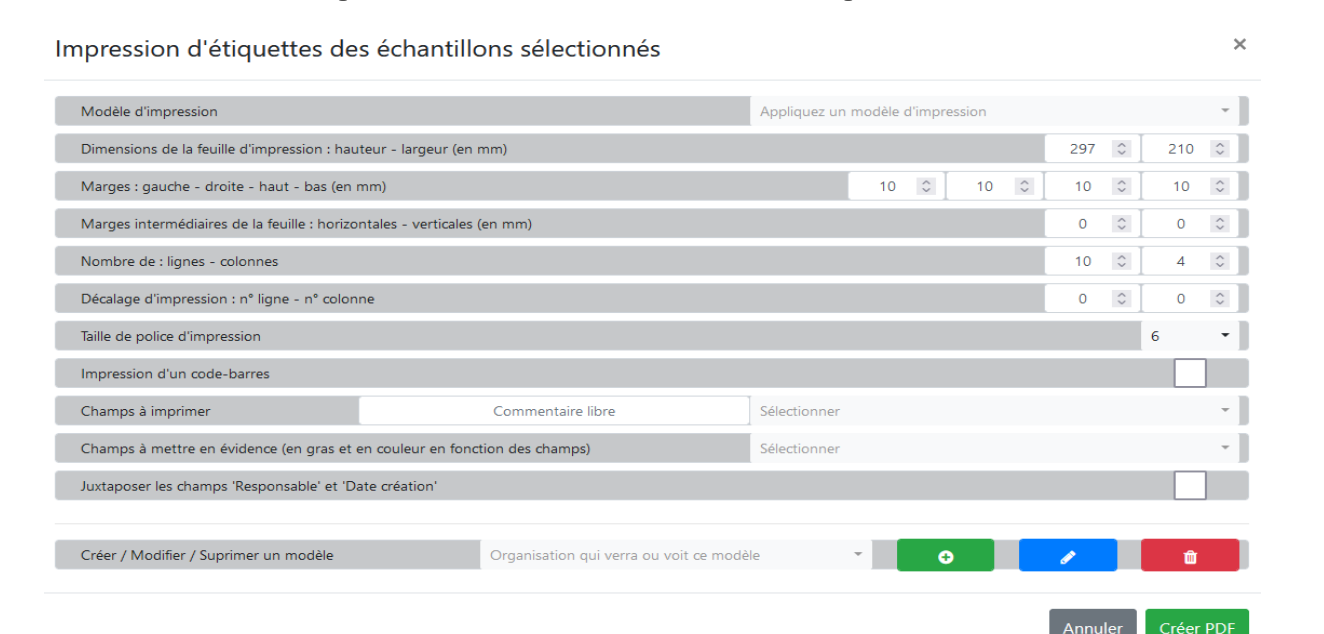 Impression d'étiquettes des échantillons sélectionnés ×
Modèle d'impression Appliquez un modèle d'impression
Dimensions de la feuille d'impression : hauteur - largeur (en mm) 297 210
Marges : gauche - droite - haut - bas (en mm) 10 10 10 10
Marges intermédiaires de la feuille : horizontales - verticales (en mm) 0 0
Nombre de : lignes - colonnes 10 4
Décalage d'impression : n° ligne - n° colonne 0 0
Taille de police d'impression 6
Impression d'un code-barres
Champs à imprimer Commentaire libre Sélectionner
Champs à mettre en évidence (en gras et en couleur en fonction des champs) Sélectionner
Juxtaposer les champs 'Responsable' et 'Date création'
Créer / Modifier / Suprimer un modèle Organisation qui verra ou voit ce modèle
Annuler Créer PDF